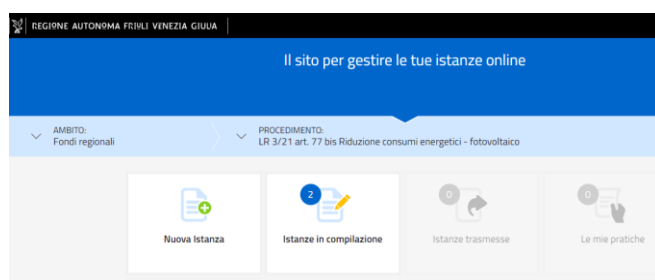 REGIONE AUTONOMA FRIULI VENEZIA GIULIA
Il sito per gestire le tue istanze online
AMBITO:
Fondi regionali
PROCEDIMENTO:
LR 3/21 art. 77 bis Riduzione consumi energetici - fotovoltaico
2
0
0
Nuova Istanza
Istanze in compilazione
Istanze trasmesse
Le mie pratiche